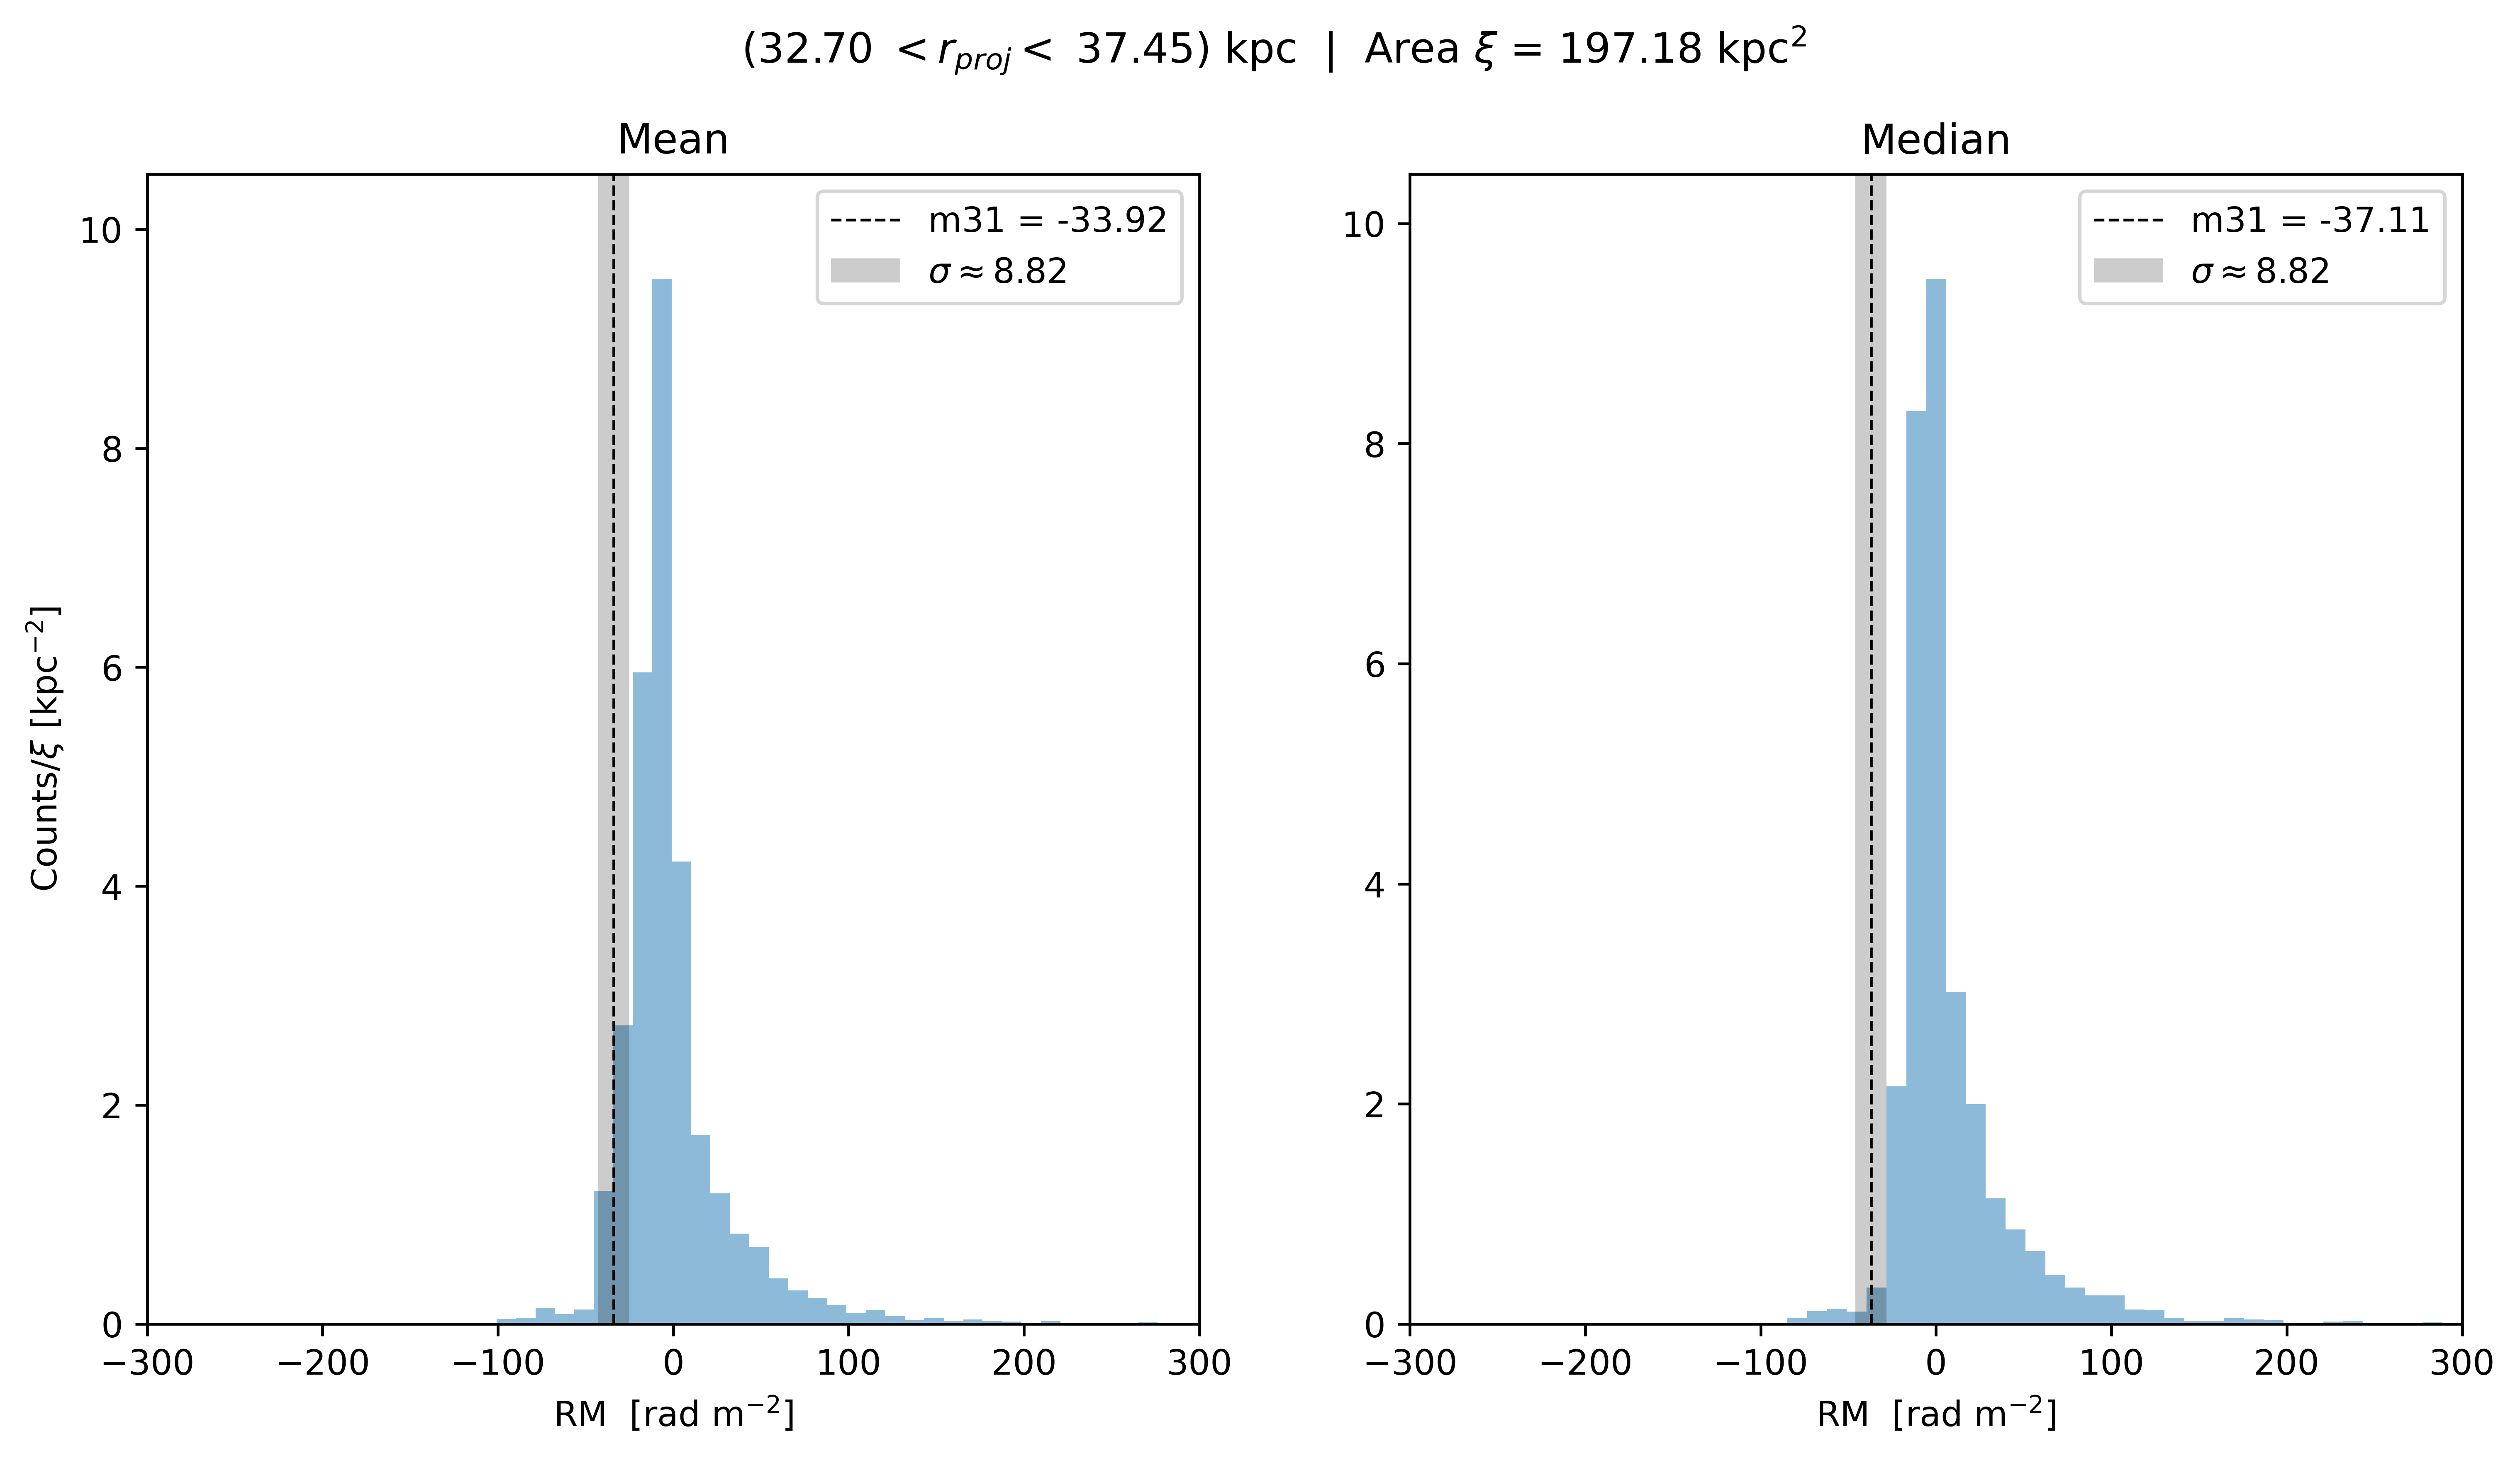 (32.70 < r_proj < 37.45) kpc | Area ξ = 197.18 kpc²
Mean
m31 = -33.92
σ ≈ 8.82
Counts/ξ [kpc⁻²]
10
8
6
4
2
0
−300 −200 −100 0 100 200 300
RM [rad m⁻²]
Median
m31 = -37.11
σ ≈ 8.82
10
8
6
4
2
0
−300 −200 −100 0 100 200 300
RM [rad m⁻²]